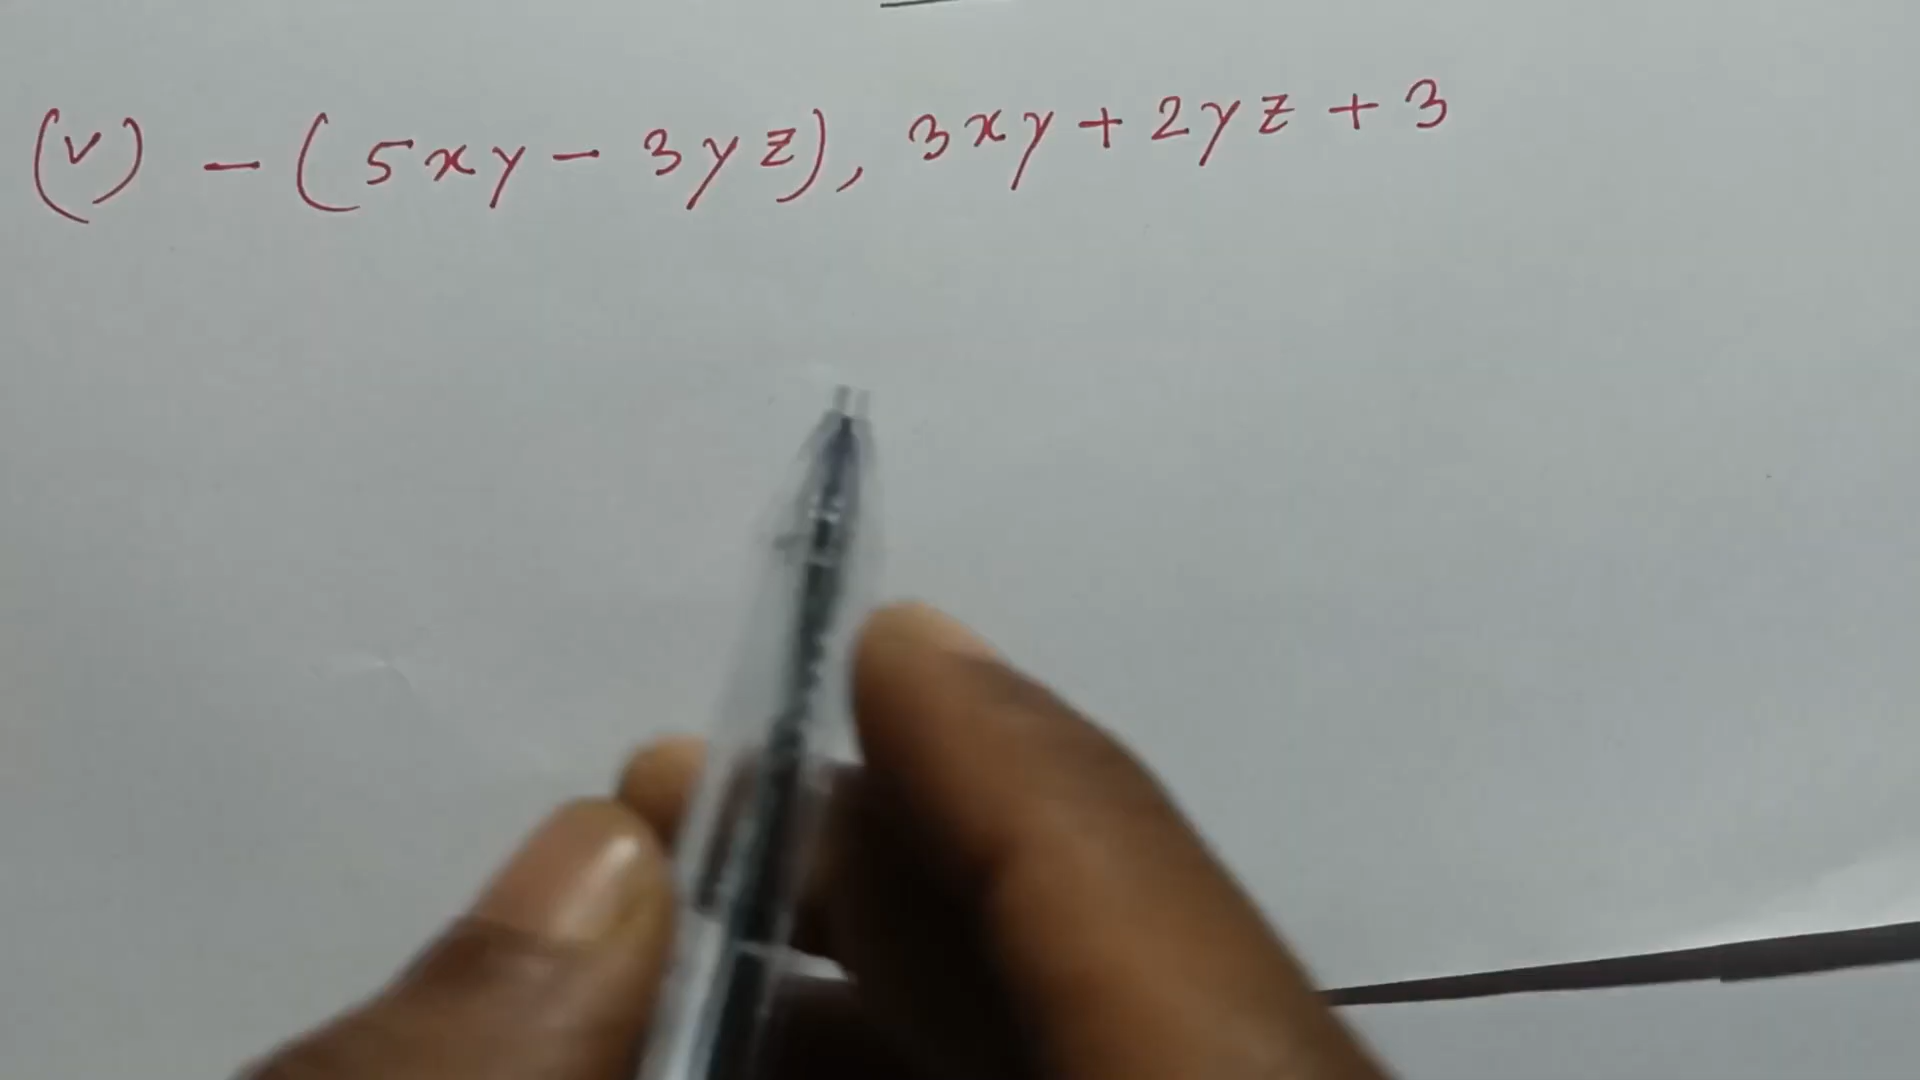 (v) - (5xy - 3yz), 3xy + 2yz + 3